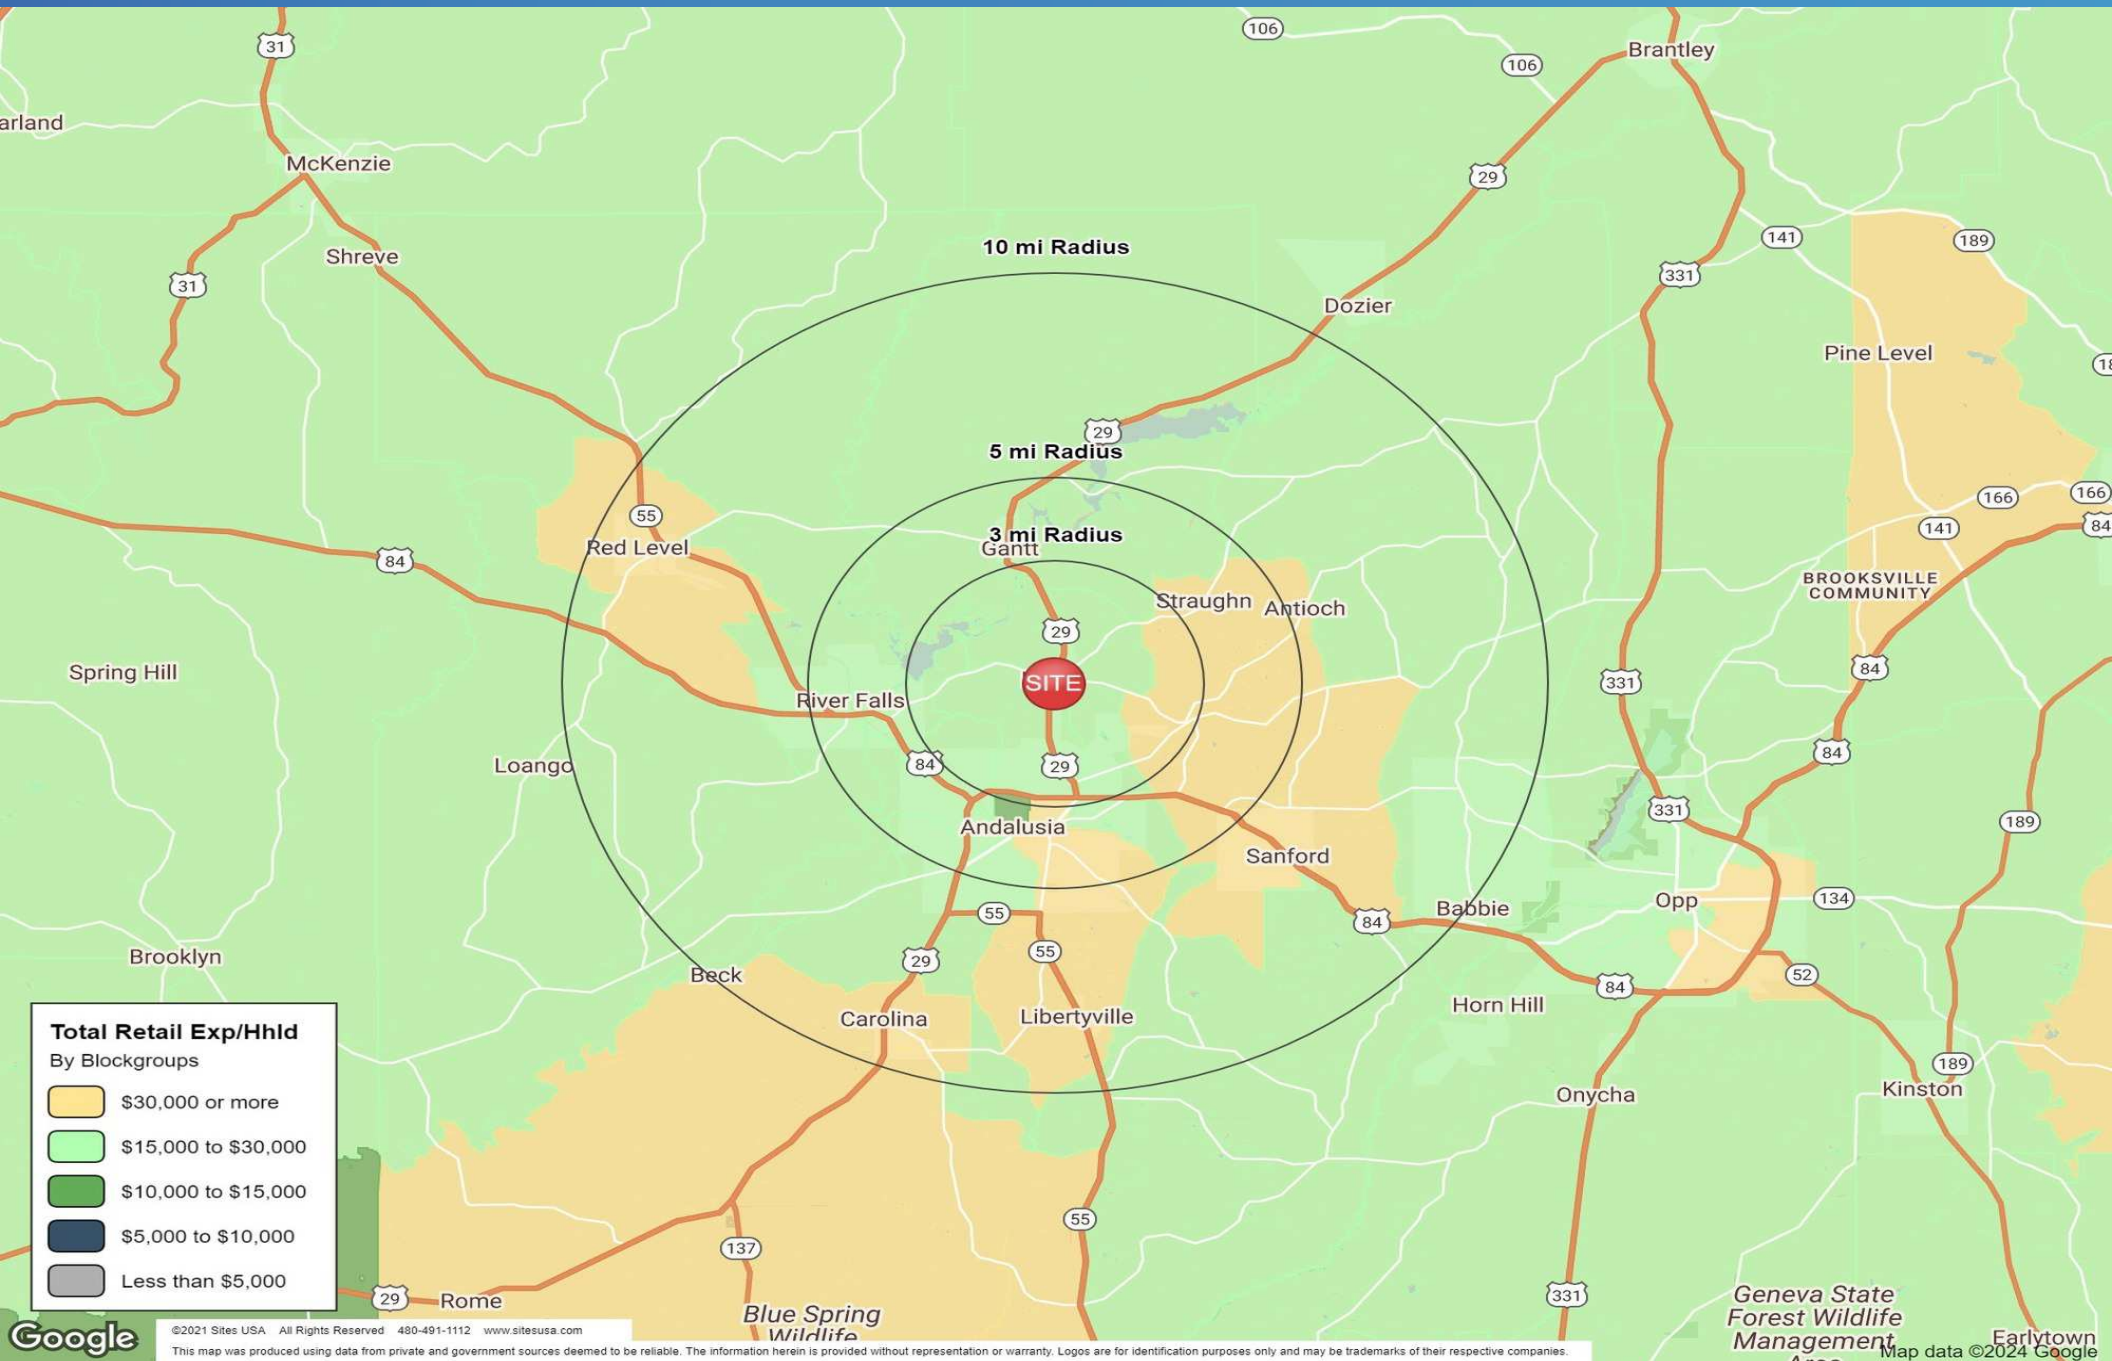 106
31
Brantley
106
arland
McKenzie
29
141
189
10 mi Radius
Shreve
331
31
Dozier
Pine Level
18
29
5 mi Radius
166
166
55
141
84
3 mi Radius
Gantt
Red Level
84
BROOKSVILLE
COMMUNITY
Straughn
Antioch
29
Spring Hill
84
SITE
331
River Falls
84
Loango
84
29
331
189
Andalusia
Sanford
Opp
134
Babbie
55
84
Brooklyn
29
55
Beck
52
84
Horn Hill
Carolina
Libertyville
189
Kinston
Onycha
Total Retail Exp/Hhld
By Blockgroups
$30,000 or more
$15,000 to $30,000
$10,000 to $15,000
$5,000 to $10,000
Less than $5,000
55
137
29
Rome
331
Blue Spring
Wildlife
Geneva State
Forest Wildlife
Management
Area
Earlytown
Google
©2021 Sites USA All Rights Reserved 480-491-1112 www.sitesusa.com
Map data ©2024 Google
This map was produced using data from private and government sources deemed to be reliable. The information herein is provided without representation or warranty. Logos are for identification purposes only and may be trademarks of their respective companies.